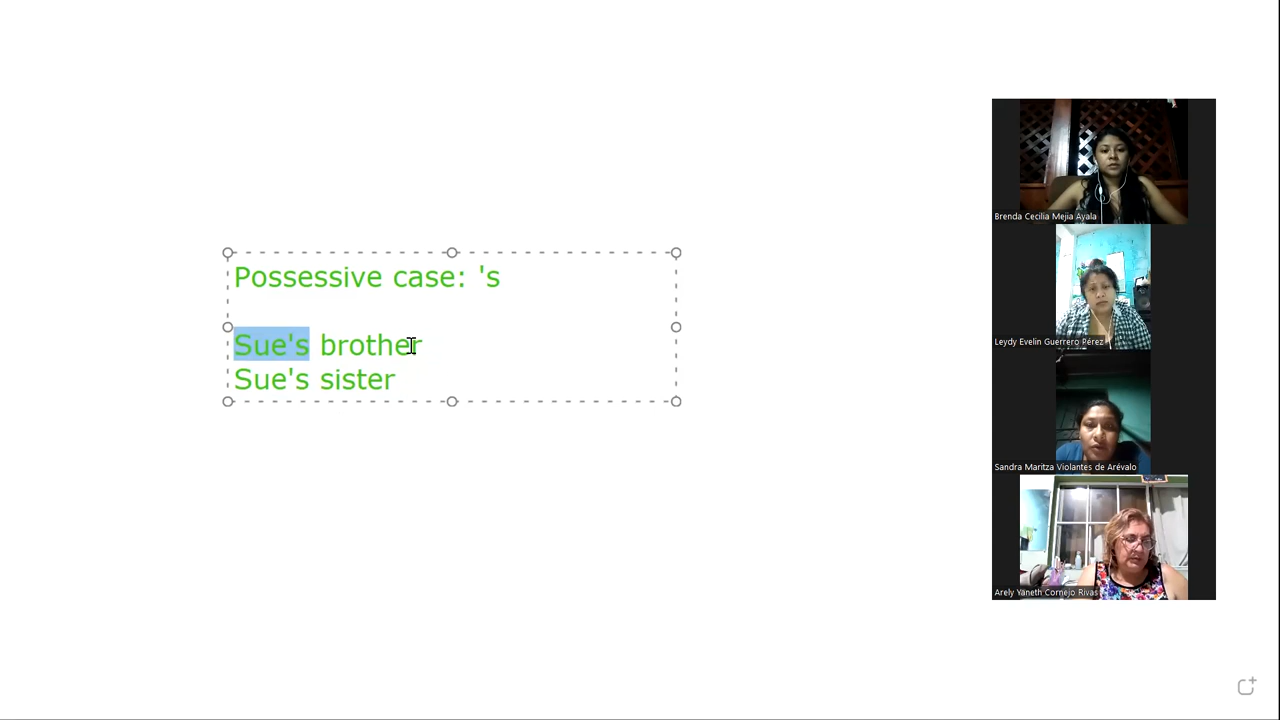 Possessive case: 's
Sue's brother
Sue's sister
Brenda Cecilia Mejia Ayala
Leydy Evelin Guerrero Pérez
Sandra Maritza Violantes de Arévalo
Arely Yaneth Cornejo Rivas